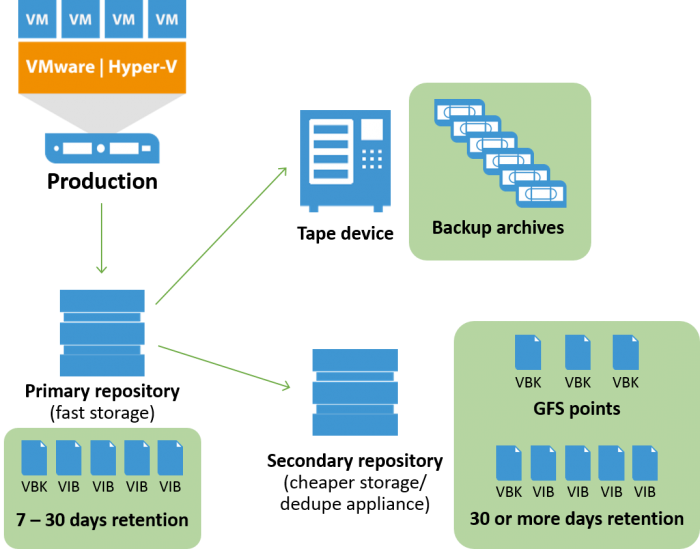 VM VM VM VM
VMware | Hyper-V
Production
Tape device
Backup archives
Primary repository
(fast storage)
VBK VIB VIB VIB VIB
7 – 30 days retention
Secondary repository
(cheaper storage/
dedupe appliance)
VBK VBK VBK
GFS points
VBK VIB VIB VIB VIB
30 or more days retention